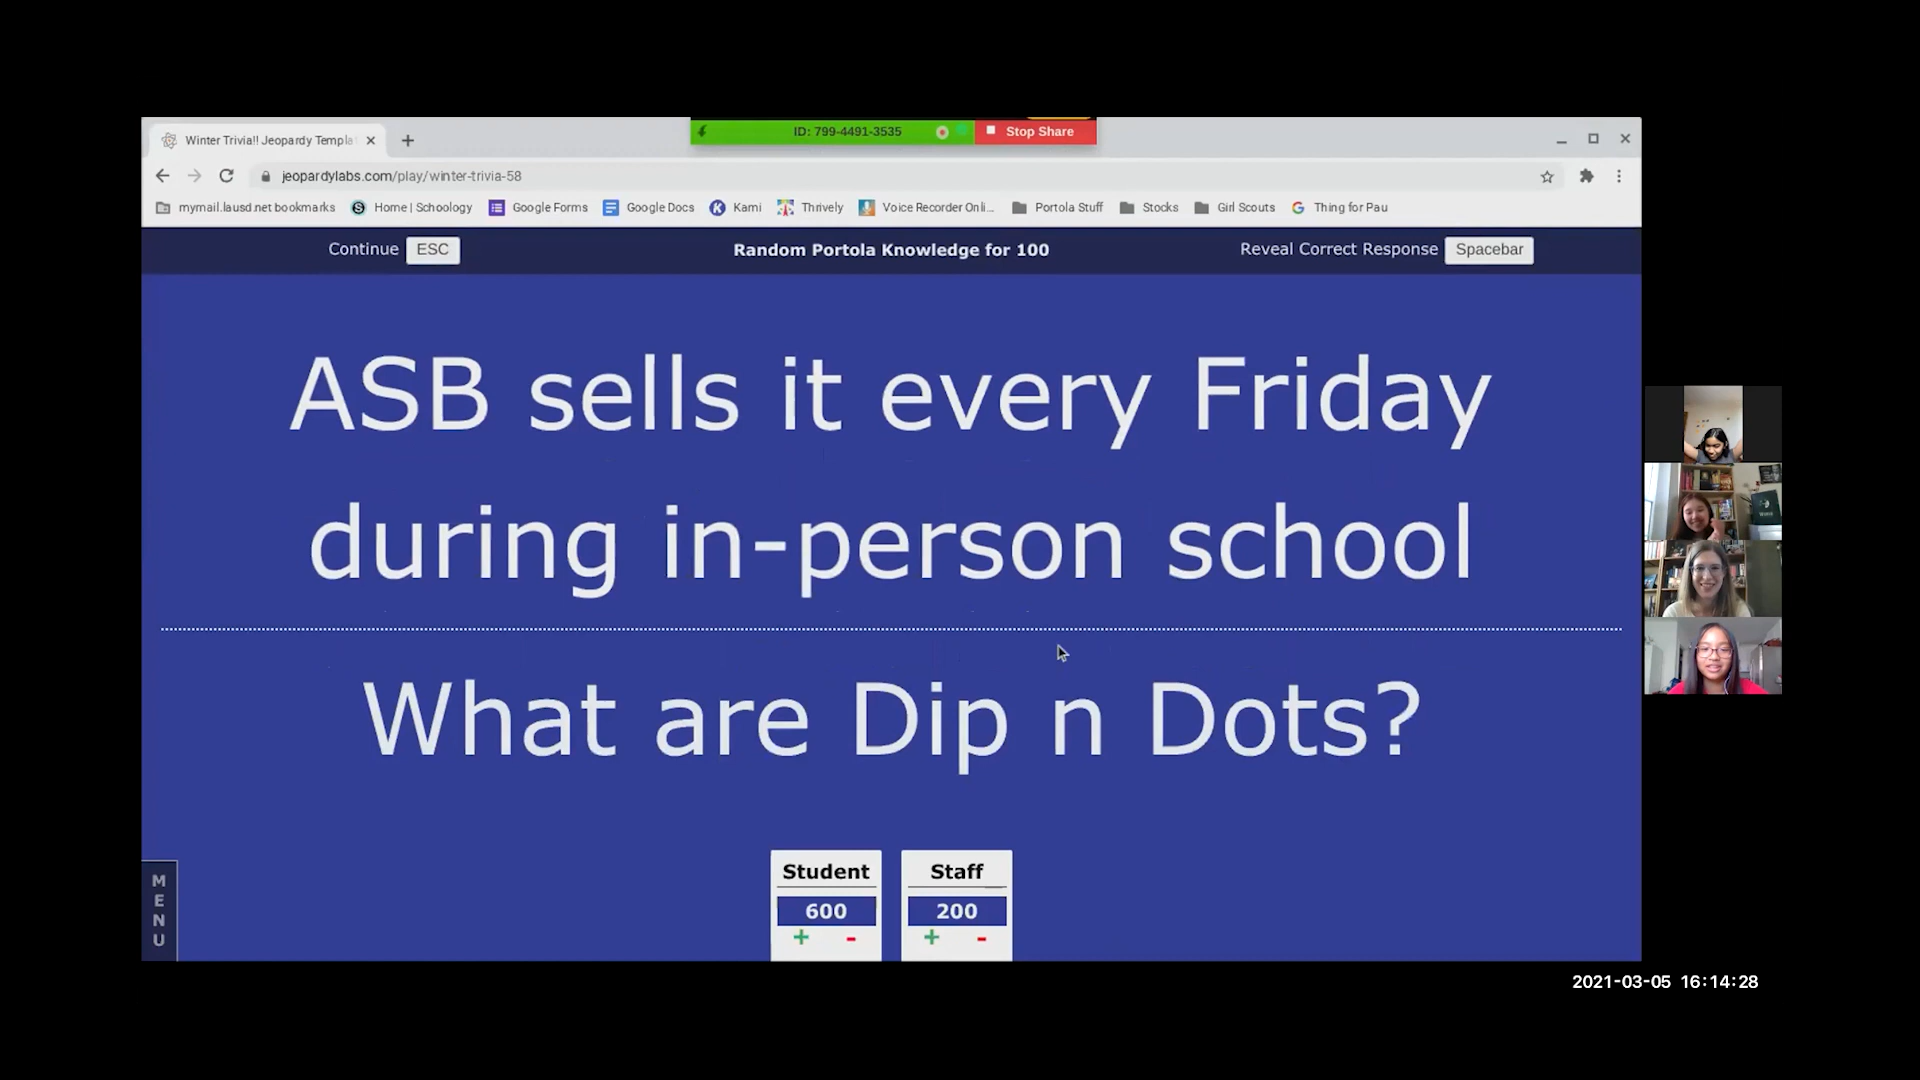 ID: 799-4491-3535 Stop Share
Winter Trivia!! Jeopardy Templa
jeopardylabs.com/play/winter-trivia-58
mymail.lausd.net bookmarks Home | Schoology Google Forms Google Docs Kami Thrively Voice Recorder Onli... Portola Stuff Stocks Girl Scouts Thing for Pau
Continue ESC Random Portola Knowledge for 100 Reveal Correct Response Spacebar
ASB sells it every Friday
during in-person school
What are Dip n Dots?
MENU
Student Staff
600 200
+ - + -
2021-03-05 16:14:28